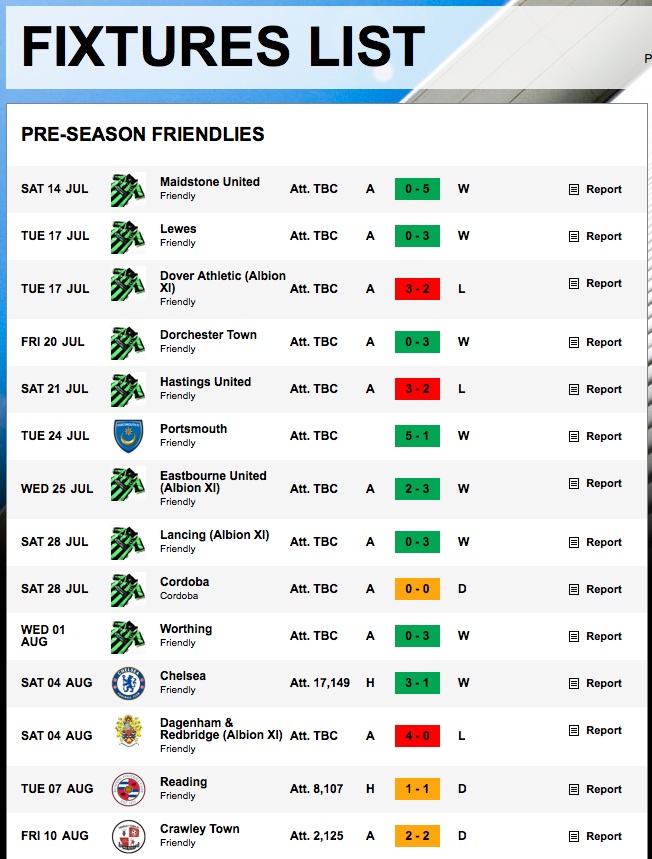 FIXTURES LIST
P
PRE-SEASON FRIENDLIES
SAT 14 JUL Maidstone United Att. TBC A 0 - 5 W Report
Friendly
TUE 17 JUL Lewes Att. TBC A 0 - 3 W Report
Friendly
TUE 17 JUL Dover Athletic (Albion Att. TBC A 3 - 2 L Report
XI)
Friendly
FRI 20 JUL Dorchester Town Att. TBC A 0 - 3 W Report
Friendly
SAT 21 JUL Hastings United Att. TBC A 3 - 2 L Report
Friendly
TUE 24 JUL Portsmouth Att. TBC 5 - 1 W Report
Friendly
WED 25 JUL Eastbourne United Att. TBC A 2 - 3 W Report
(Albion XI)
Friendly
SAT 28 JUL Lancing (Albion XI) Att. TBC A 0 - 3 W Report
Friendly
SAT 28 JUL Cordoba Att. TBC A 0 - 0 D Report
Cordoba
WED 01 Worthing Att. TBC A 0 - 3 W Report
AUG Friendly
SAT 04 AUG Chelsea Att. 17,149 H 3 - 1 W Report
Friendly
SAT 04 AUG Dagenham & Att. TBC A 4 - 0 L Report
Redbridge (Albion XI)
Friendly
TUE 07 AUG Reading Att. 8,107 H 1 - 1 D Report
Friendly
FRI 10 AUG Crawley Town Att. 2,125 A 2 - 2 D Report
Friendly